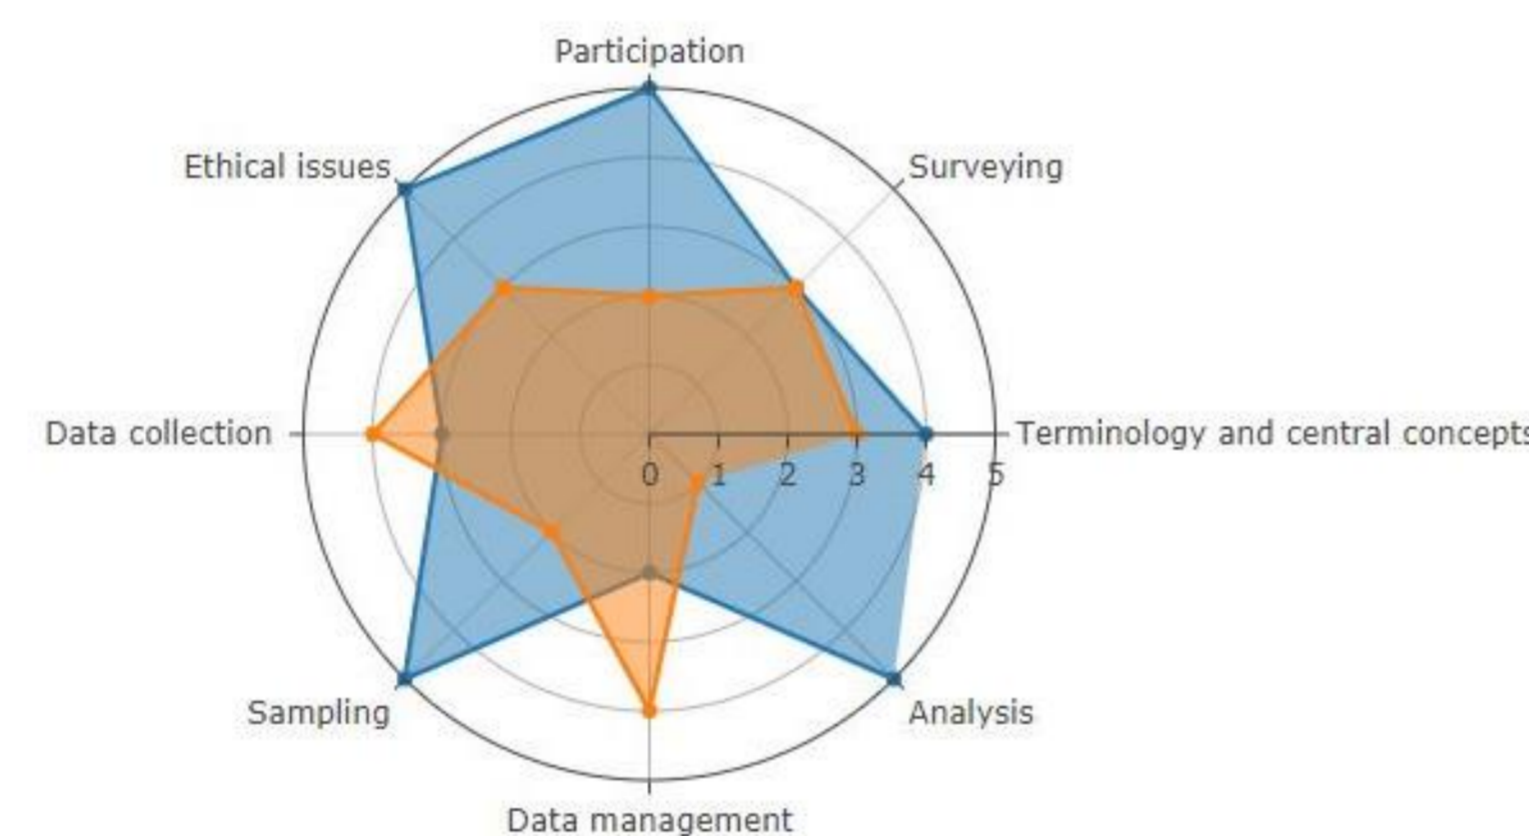 Participation
Ethical issues
Surveying
Data collection
Terminology and central concepts
0 1 2 3 4 5
Sampling
Analysis
Data management